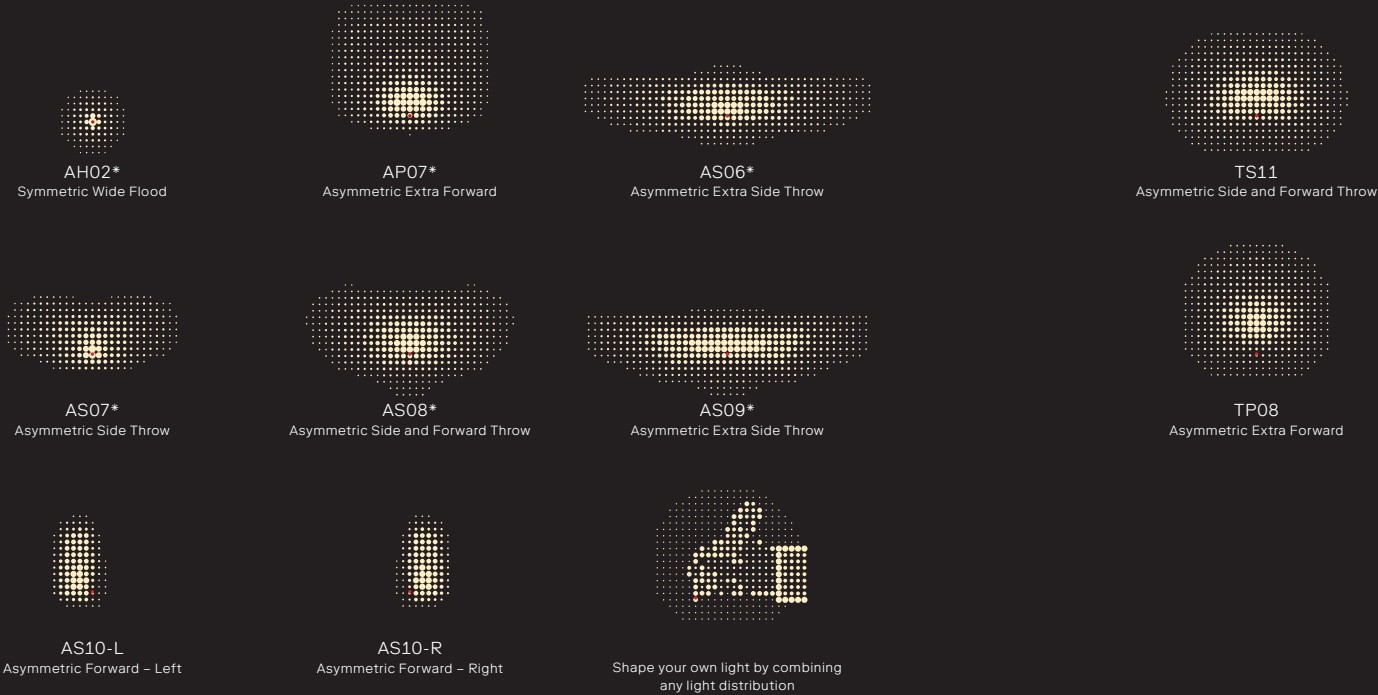 AH02*
Symmetric Wide Flood
AP07*
Asymmetric Extra Forward
AS06*
Asymmetric Extra Side Throw
TS11
Asymmetric Side and Forward Throw
AS07*
Asymmetric Side Throw
AS08*
Asymmetric Side and Forward Throw
AS09*
Asymmetric Extra Side Throw
TP08
Asymmetric Extra Forward
AS10-L
Asymmetric Forward – Left
AS10-R
Asymmetric Forward – Right
Shape your own light by combining
any light distribution